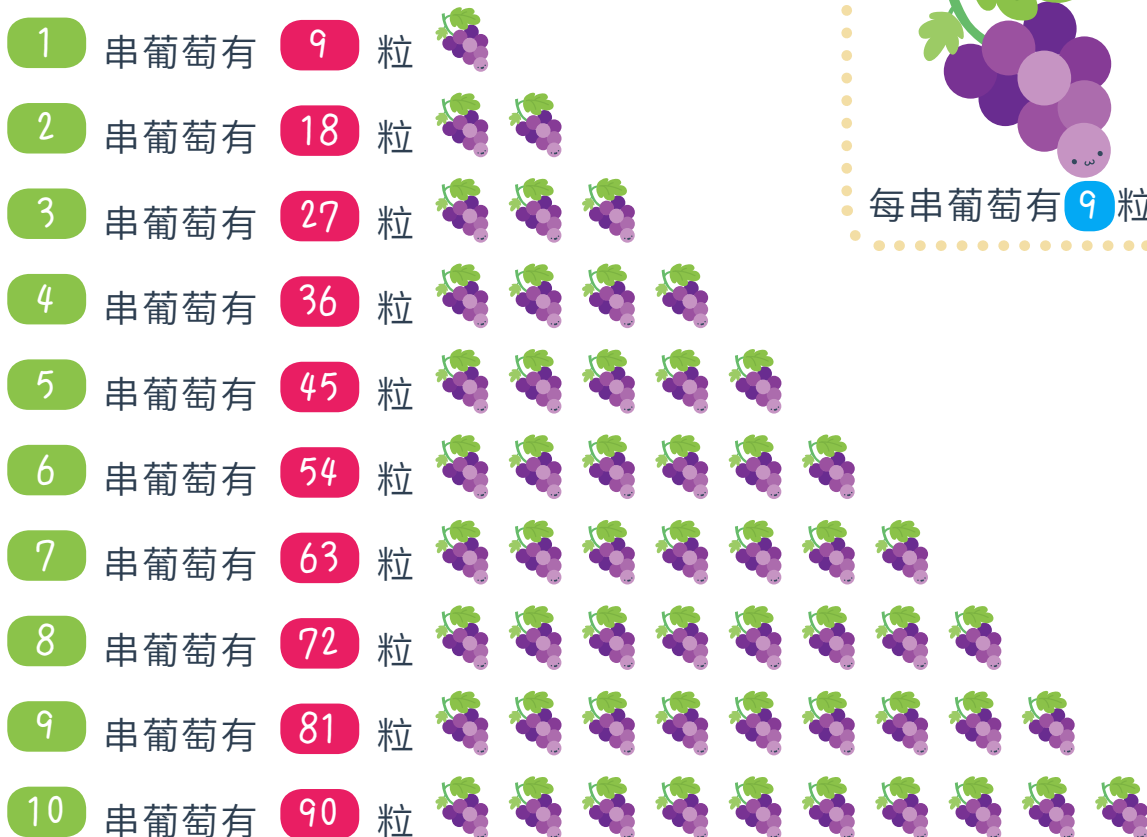 1 串葡萄有 9 粒
2 串葡萄有 18 粒
3 串葡萄有 27 粒
每串葡萄有 9 粒
4 串葡萄有 36 粒
5 串葡萄有 45 粒
6 串葡萄有 54 粒
7 串葡萄有 63 粒
8 串葡萄有 72 粒
9 串葡萄有 81 粒
10 串葡萄有 90 粒